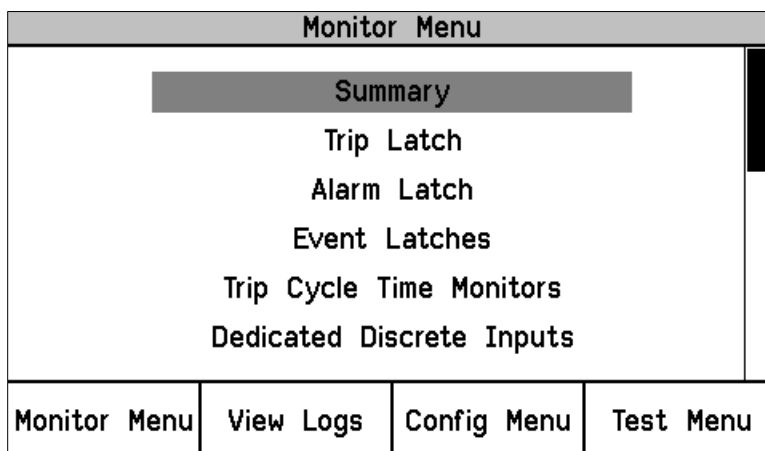 Monitor Menu
Summary
Trip Latch
Alarm Latch
Event Latches
Trip Cycle Time Monitors
Dedicated Discrete Inputs
Monitor Menu View Logs Config Menu Test Menu